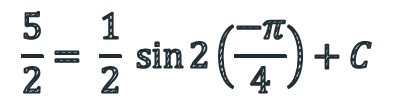 5/2 = 1/2 sin 2(-π/4) + C